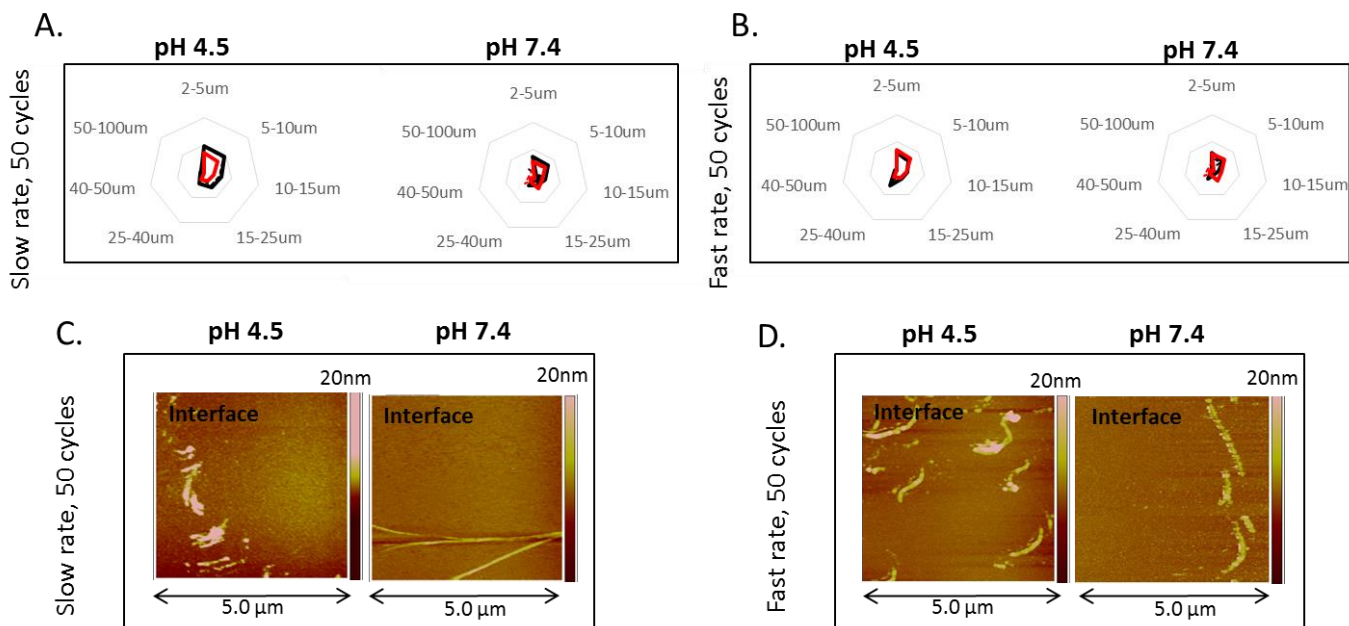 A.
pH 4.5
pH 7.4
Slow rate, 50 cycles
2-5um
5-10um
10-15um
15-25um
25-40um
40-50um
50-100um
2-5um
5-10um
10-15um
15-25um
25-40um
40-50um
50-100um
B.
pH 4.5
pH 7.4
Fast rate, 50 cycles
2-5um
5-10um
10-15um
15-25um
25-40um
40-50um
50-100um
2-5um
5-10um
10-15um
15-25um
25-40um
40-50um
50-100um
C.
pH 4.5
pH 7.4
Slow rate, 50 cycles
20nm
20nm
Interface
Interface
5.0 µm
5.0 µm
D.
pH 4.5
pH 7.4
Fast rate, 50 cycles
20nm
20nm
Interface
Interface
5.0 µm
5.0 µm